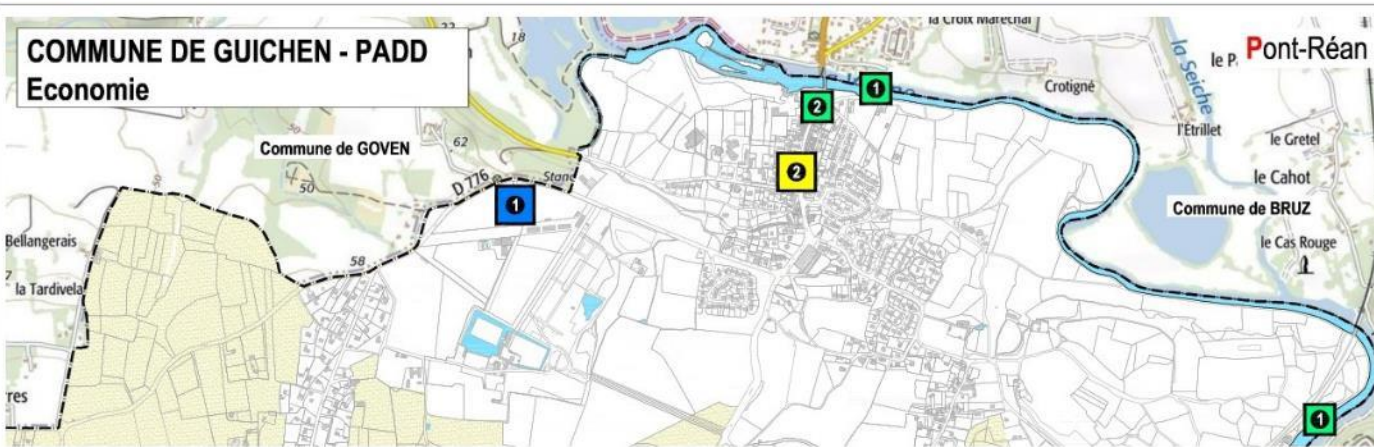 COMMUNE DE GUICHEN - PADD
Economie
Pont-Réan
la Croix Maréchal
18
la Seiche
Crotigné
l'Étrillet
le Gretel
le Cahot
Commune de BRUZ
le Cas Rouge
Commune de GOVEN
62
50
50
D 776
Stand
1
2
1
2
58
Bellangerais
la Tardivela
res
1